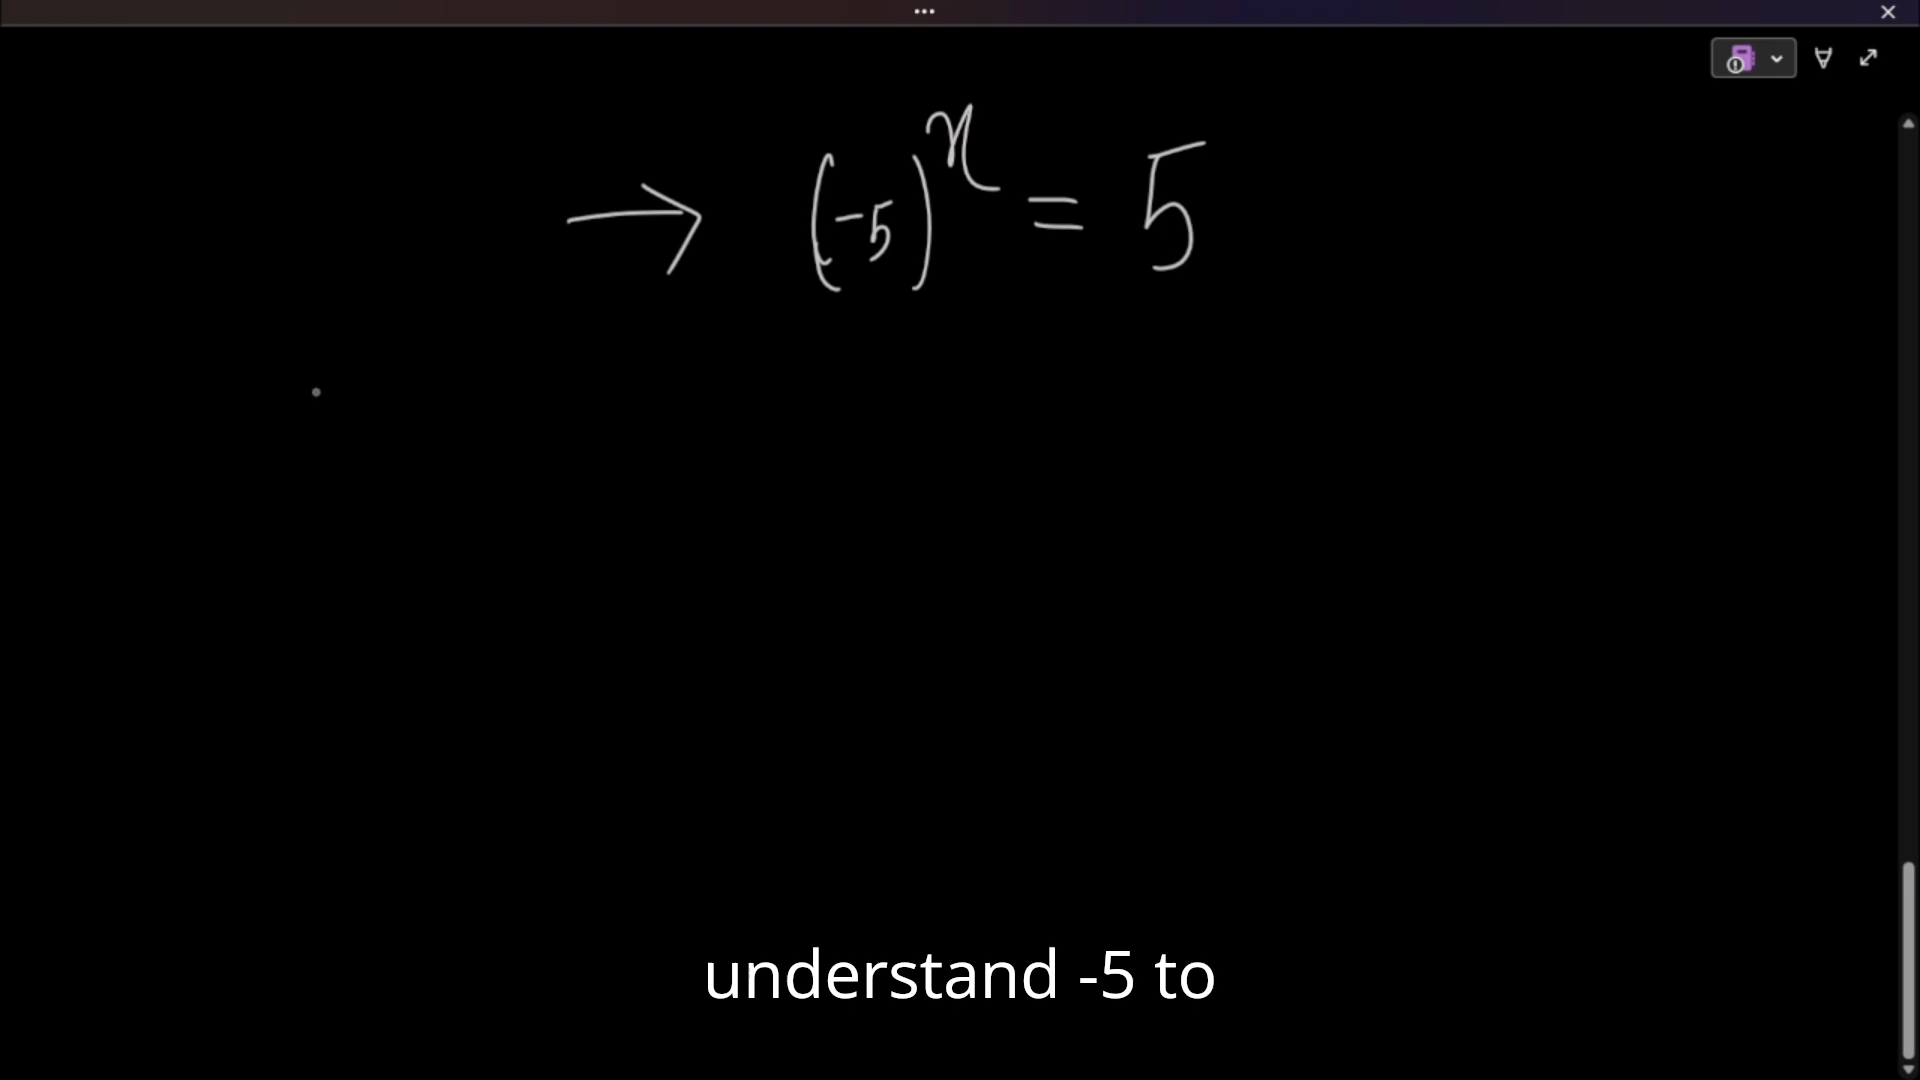 → (-5)^x = 5
understand -5 to